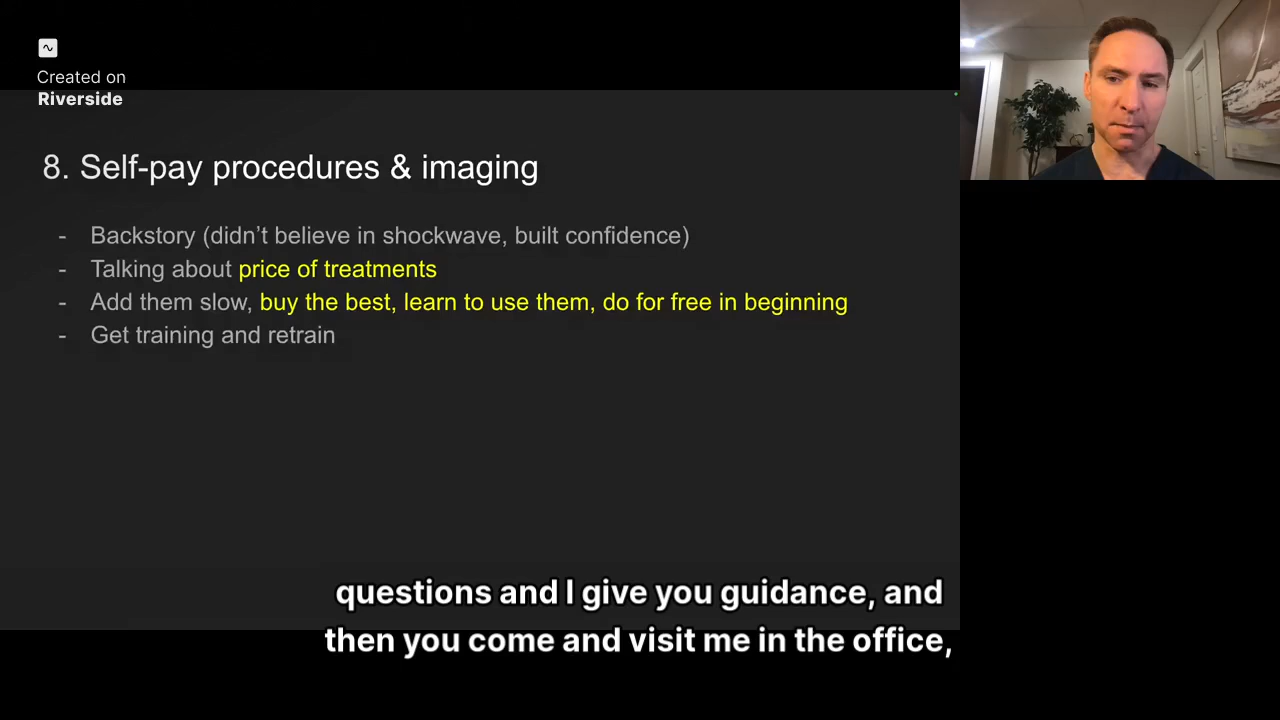 Created on
Riverside
8. Self-pay procedures & imaging
- Backstory (didn’t believe in shockwave, built confidence)
- Talking about price of treatments
- Add them slow, buy the best, learn to use them, do for free in beginning
- Get training and retrain
questions and I give you guidance, and
then you come and visit me in the office,